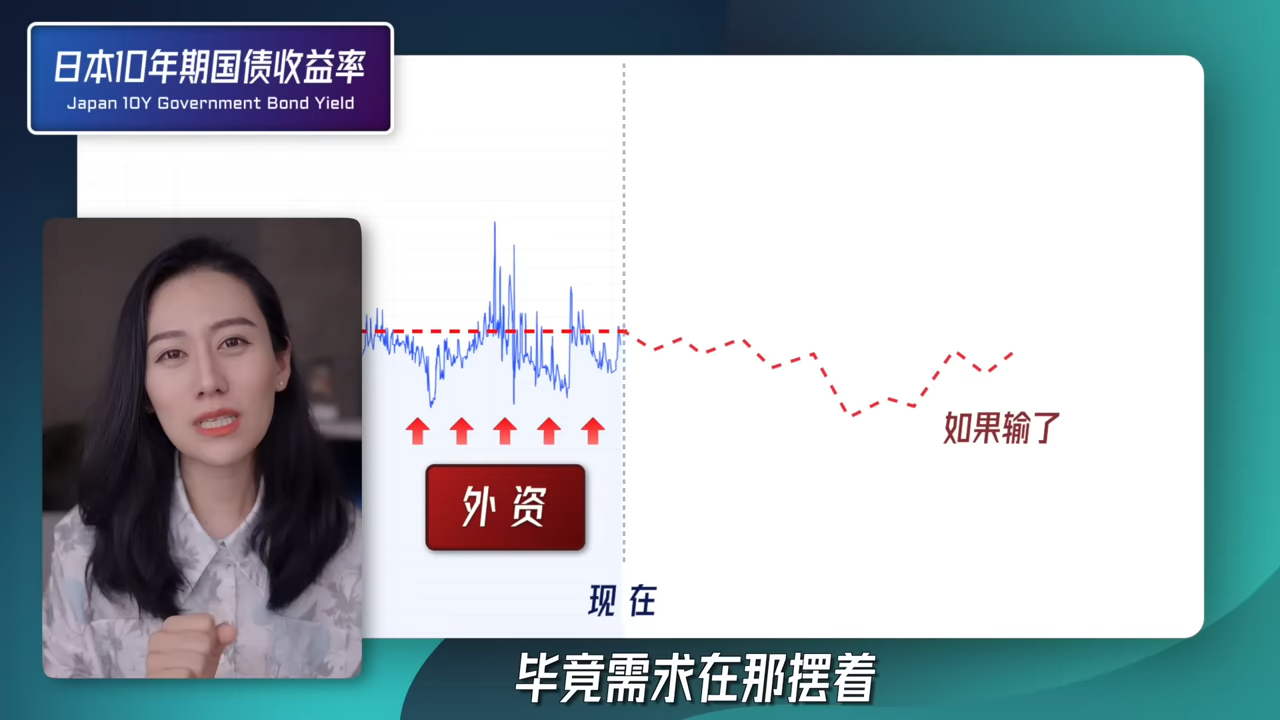 日本10年期国债收益率
Japan 10Y Government Bond Yield
如果输了
外资
现在
毕竟需求在那摆着